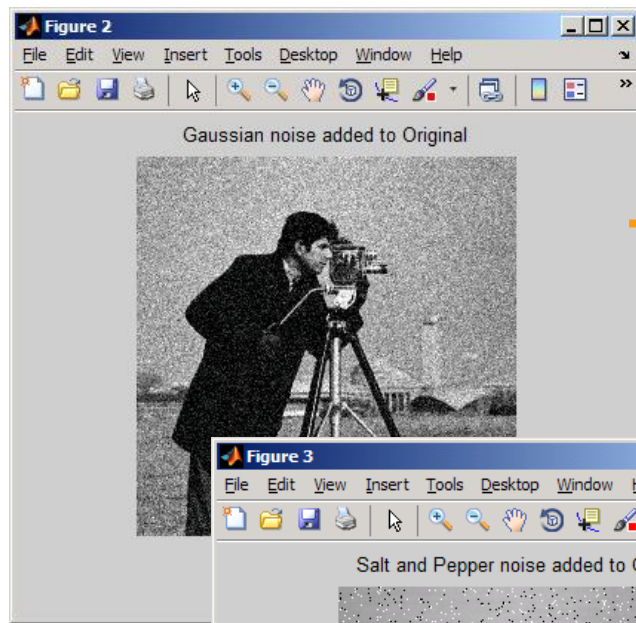 Figure 2
File Edit View Insert Tools Desktop Window Help
Gaussian noise added to Original
Figure 3
File Edit View Insert Tools Desktop Window
Salt and Pepper noise added to